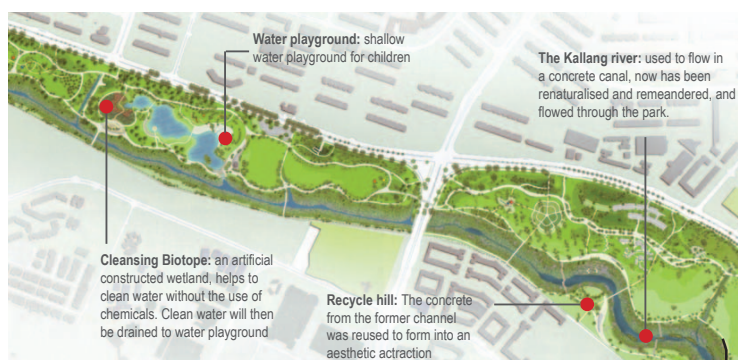 Water playground: shallow
water playground for children
The Kallang river: used to flow in
a concrete canal, now has been
renaturalised and remeandered, and
flowed through the park.
Cleansing Biotope: an artificial
constructed wetland, helps to
clean water without the use of
chemicals. Clean water will then
be drained to water playground
Recycle hill: The concrete
from the former channel
was reused to form into an
aesthetic actraction